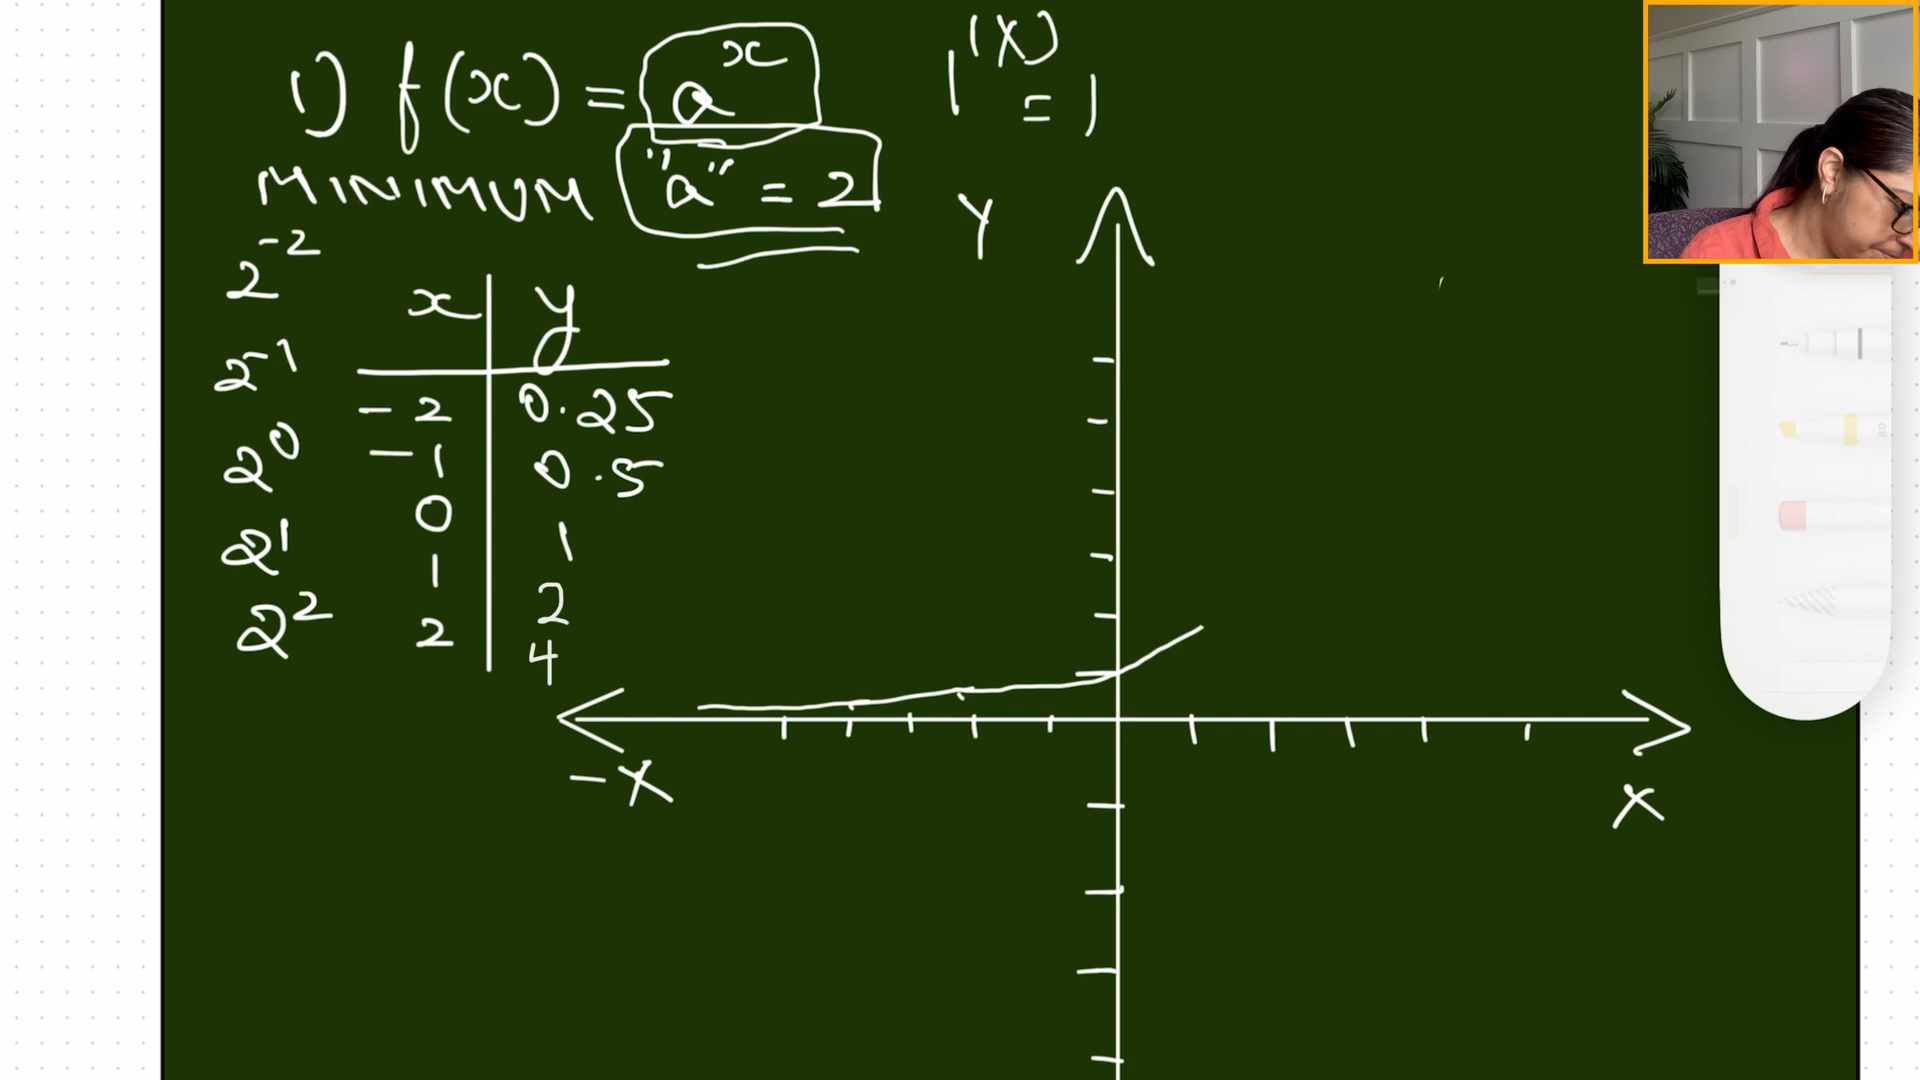 1) f(x) = a^x
1^(x) = 1
MINIMUM "a" = 2
Y
2^-2
x | y
2^-1
-2 | 0.25
-1 | 0.5
2^0
0 | 1
2^1
1 | 2
2^2
2 | 4
-X
X
80